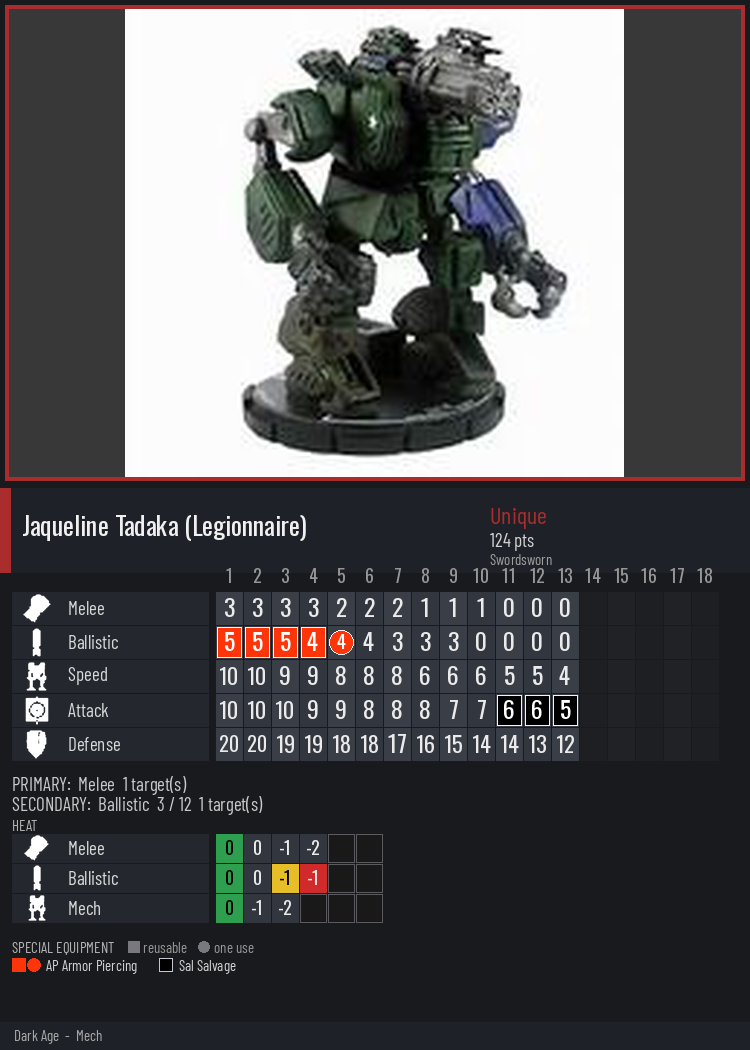 Jaqueline Tadaka (Legionnaire)
Unique
124 pts
Swordsworn
1 2 3 4 5 6 7 8 9 10 11 12 13 14 15 16 17 18
Melee 3 3 3 3 2 2 2 1 1 1 0 0 0
Ballistic 5 5 5 4 4 4 3 3 3 0 0 0 0
Speed 10 10 9 9 8 8 8 6 6 6 5 5 4
Attack 10 10 10 9 9 8 8 8 7 7 6 6 5
Defense 20 20 19 19 18 18 17 16 15 14 14 13 12
PRIMARY: Melee 1 target(s)
SECONDARY: Ballistic 3 / 12 1 target(s)
HEAT
Melee 0 0 -1 -2
Ballistic 0 0 -1 -1
Mech 0 -1 -2
SPECIAL EQUIPMENT reusable one use
AP Armor Piercing Sal Salvage
Dark Age - Mech